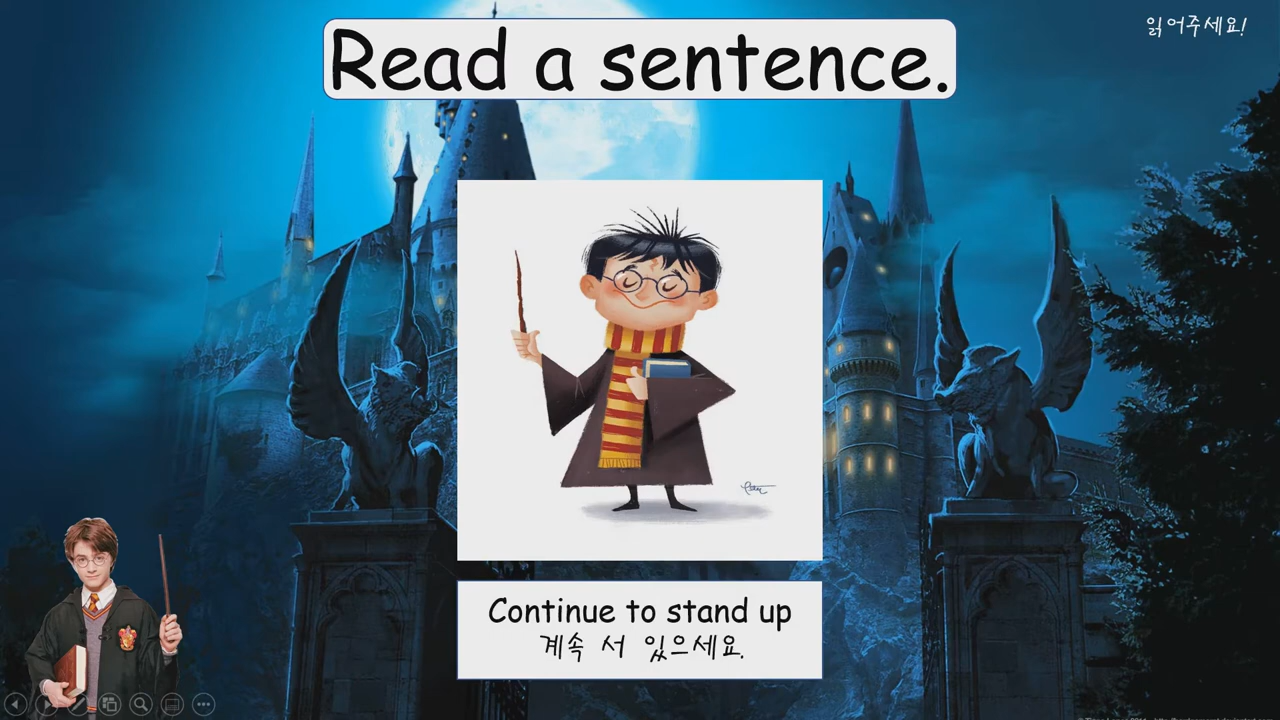 Read a sentence.
읽어주세요!
Continue to stand up
계속 서 있으세요.